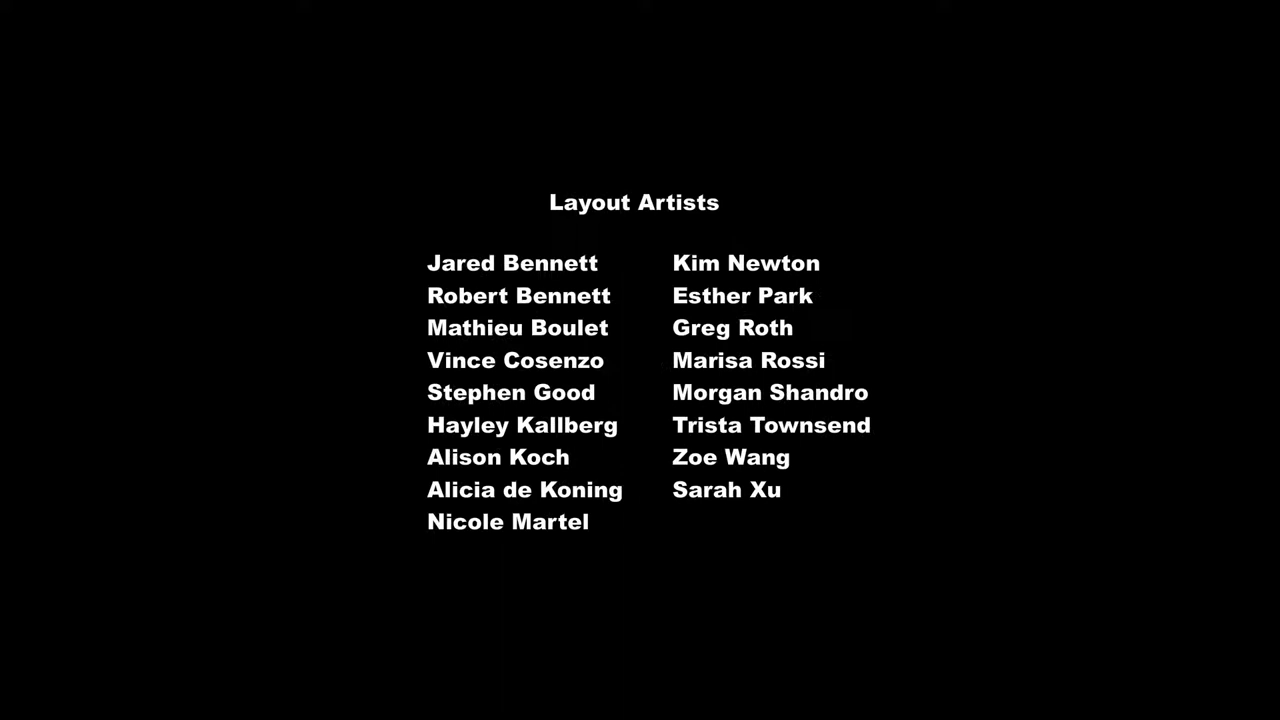 Layout Artists
Jared Bennett
Robert Bennett
Mathieu Boulet
Vince Cosenzo
Stephen Good
Hayley Kallberg
Alison Koch
Alicia de Koning
Nicole Martel
Kim Newton
Esther Park
Greg Roth
Marisa Rossi
Morgan Shandro
Trista Townsend
Zoe Wang
Sarah Xu